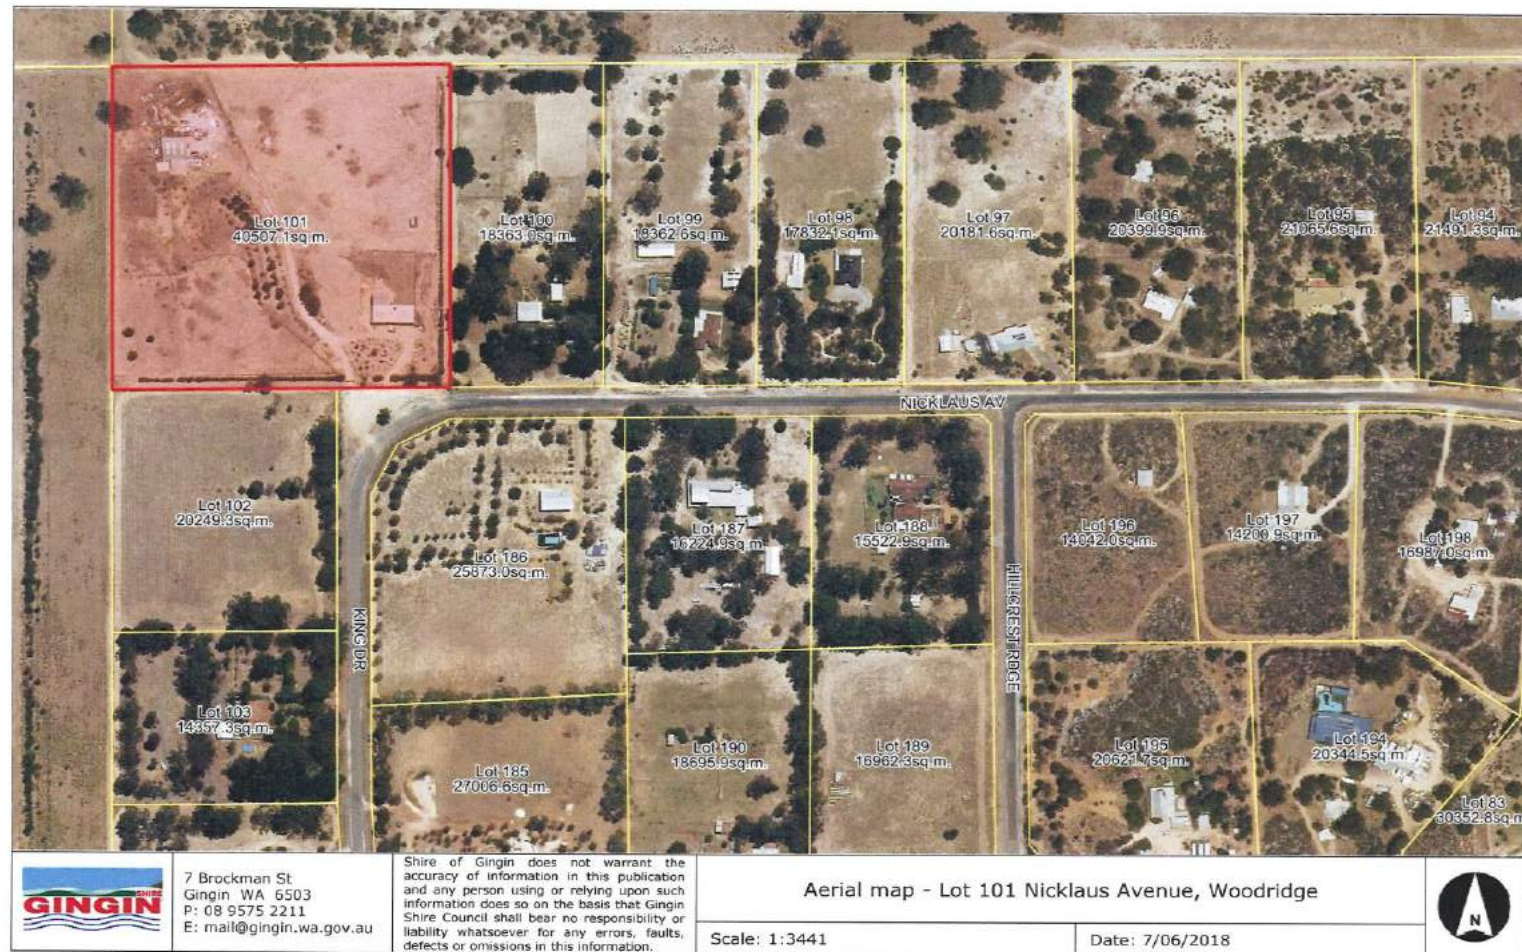 Lot 101
40507.1sq.m.
Lot 100
18363.0sq.m.
Lot 99
18362.6sq.m.
Lot 98
17832.1sq.m.
Lot 97
20181.6sq.m.
Lot 96
20399.9sq.m.
Lot 95
21065.6sq.m.
Lot 94
21491.3sq.m.
NICKLAUS AV
Lot 102
20249.3sq.m.
Lot 186
25873.0sq.m.
Lot 187
16224.9sq.m.
Lot 188
15522.9sq.m.
Lot 196
14042.0sq.m.
Lot 197
14200.9sq.m.
Lot 198
16987.0sq.m.
KING DR
HILLCREST RDGE
Lot 103
14357.3sq.m.
Lot 185
27006.6sq.m.
Lot 190
18695.9sq.m.
Lot 189
16962.3sq.m.
Lot 195
20621.7sq.m.
Lot 194
20344.5sq.m.
Lot 83
30352.8sq.m
SHIRE
GINGIN
7 Brockman St
Gingin WA 6503
P: 08 9575 2211
E: mail@gingin.wa.gov.au
Shire of Gingin does not warrant the
accuracy of information in this publication
and any person using or relying upon such
information does so on the basis that Gingin
Shire Council shall bear no responsibility or
liability whatsoever for any errors, faults,
defects or omissions in this information.
Aerial map - Lot 101 Nicklaus Avenue, Woodridge
Scale: 1:3441
Date: 7/06/2018
N